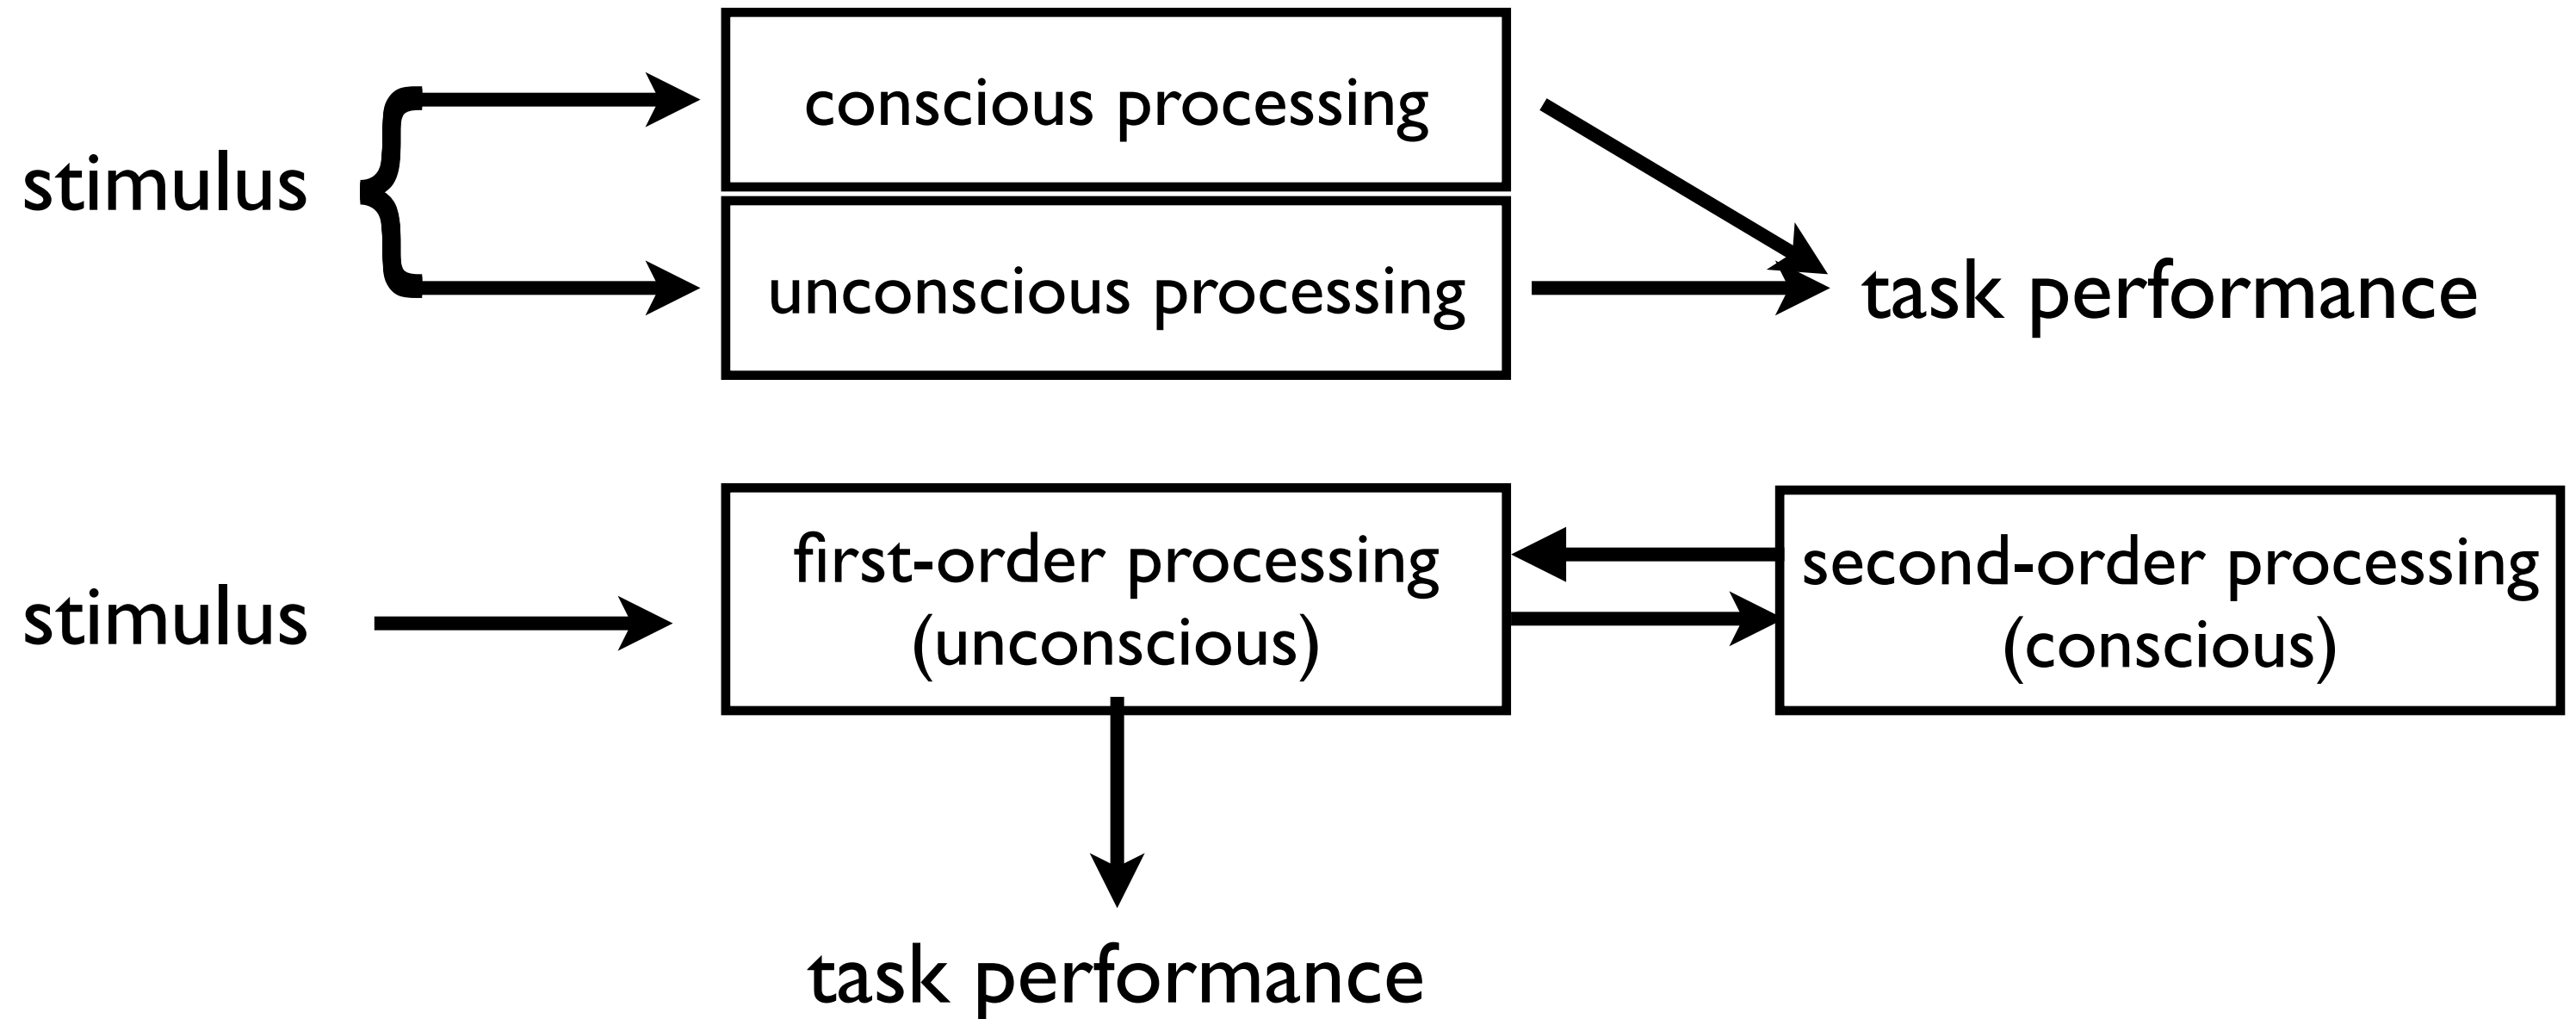 conscious processing
stimulus
unconscious processing
task performance
first-order processing
(unconscious)
second-order processing
(conscious)
stimulus
task performance